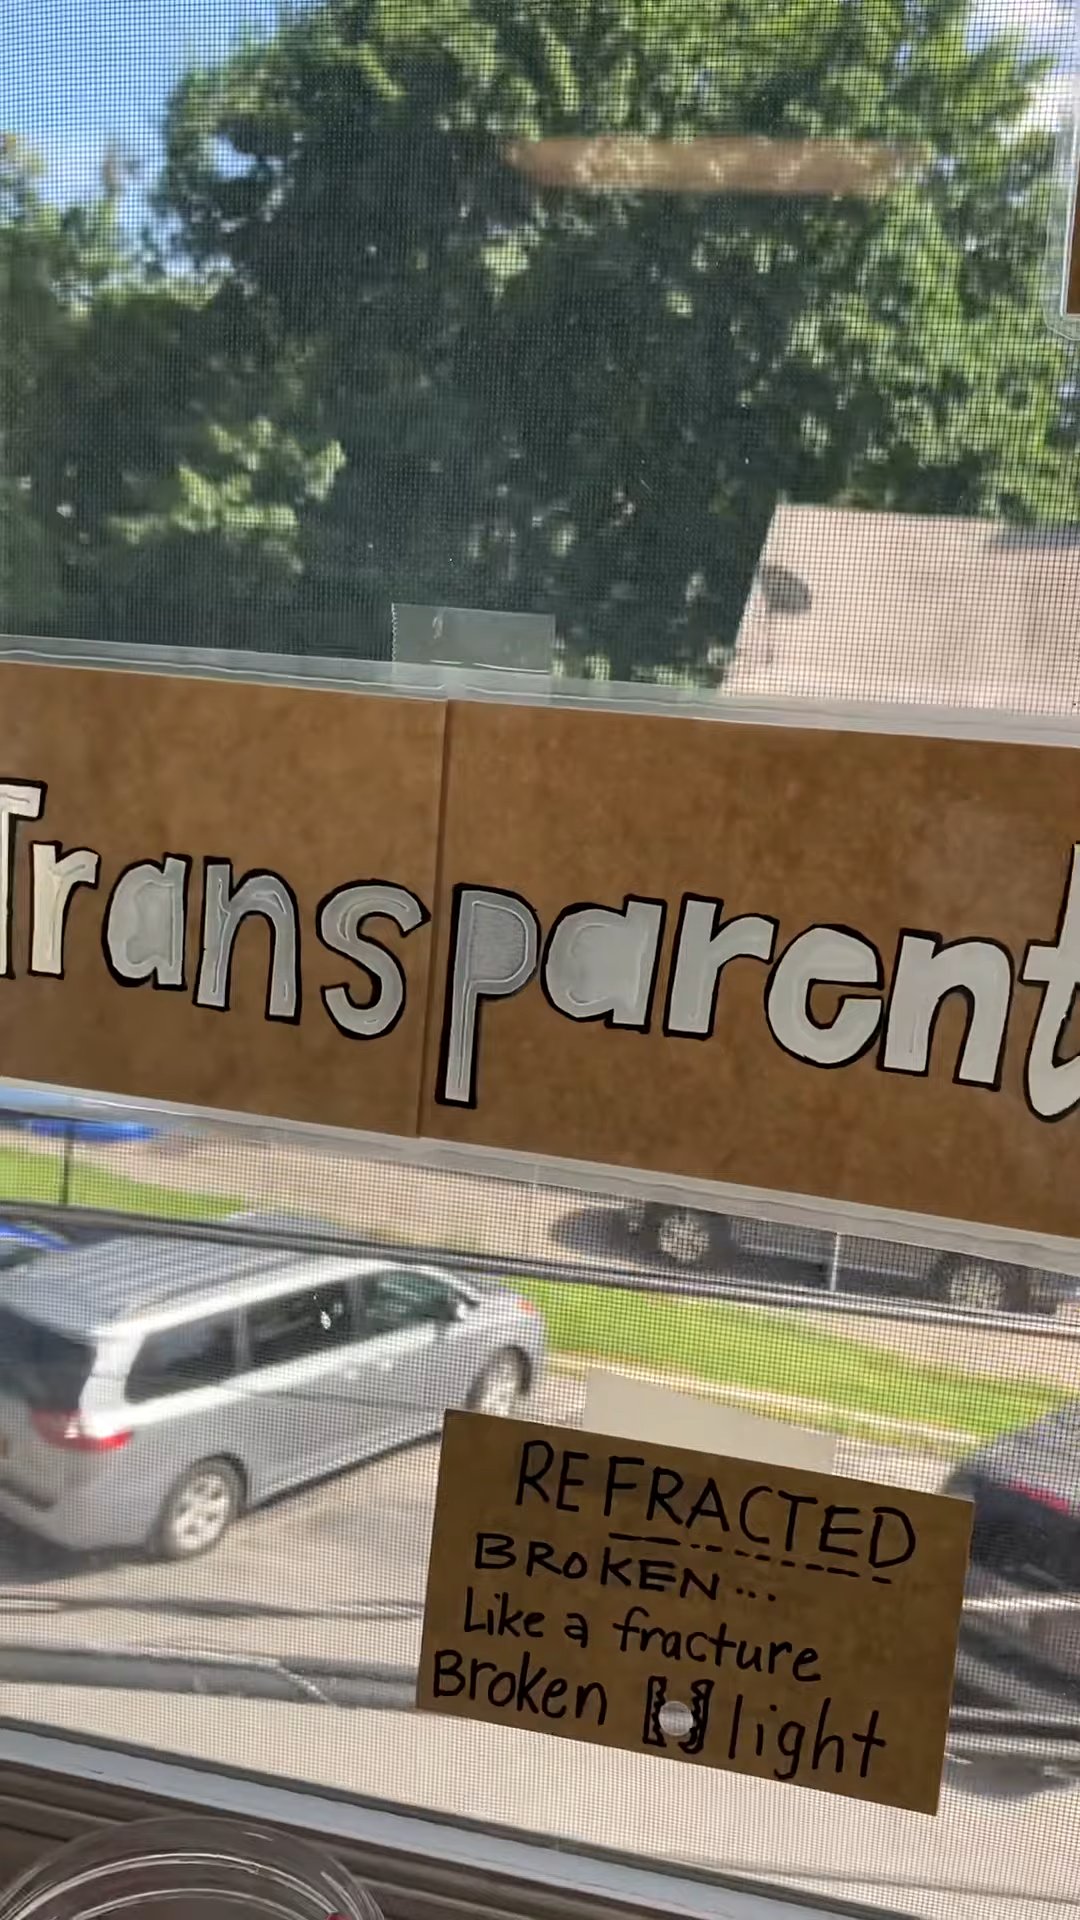 Transparent
REFRACTED
BROKEN...
Like a fracture
Broken light